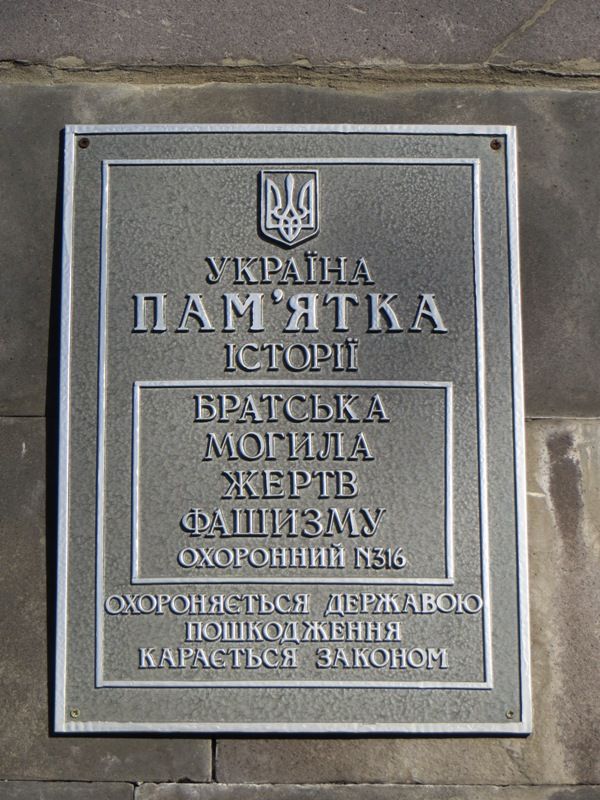 УКРАЇНА
ПАМ'ЯТКА
ІСТОРІЇ
БРАТСЬКА
МОГИЛА
ЖЕРТВ
ФАШИЗМУ
ОХОРОННИЙ N316
ОХОРОНЯЄТЬСЯ ДЕРЖАВОЮ
ПОШКОДЖЕННЯ
КАРАЄТЬСЯ ЗАКОНОМ